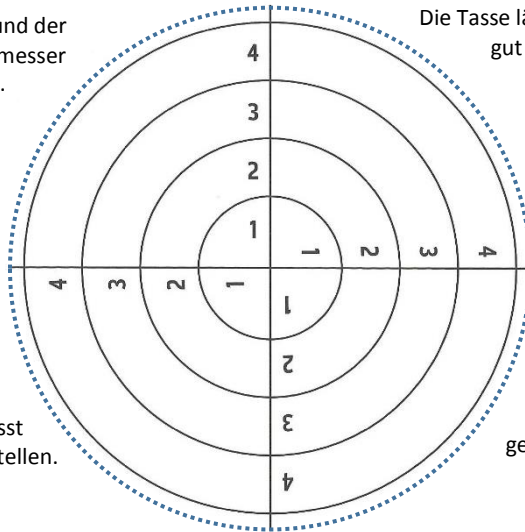 und der
messer
.
Die Tasse lä
gut
4
3
2
1
1 2 3 4
4 3 2 1
1
2
3
4
sst
tellen.
ge